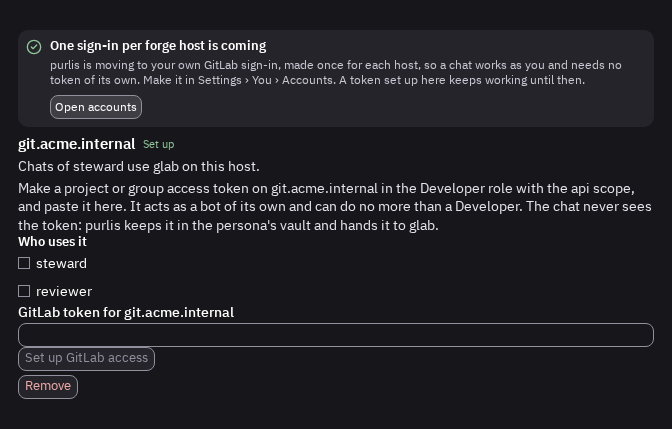 One sign-in per forge host is coming
purlis is moving to your own GitLab sign-in, made once for each host, so a chat works as you and needs no
token of its own. Make it in Settings › You › Accounts. A token set up here keeps working until then.
Open accounts
git.acme.internal Set up
Chats of steward use glab on this host.
Make a project or group access token on git.acme.internal in the Developer role with the api scope,
and paste it here. It acts as a bot of its own and can do no more than a Developer. The chat never sees
the token: purlis keeps it in the persona's vault and hands it to glab.
Who uses it
steward
reviewer
GitLab token for git.acme.internal
Set up GitLab access
Remove